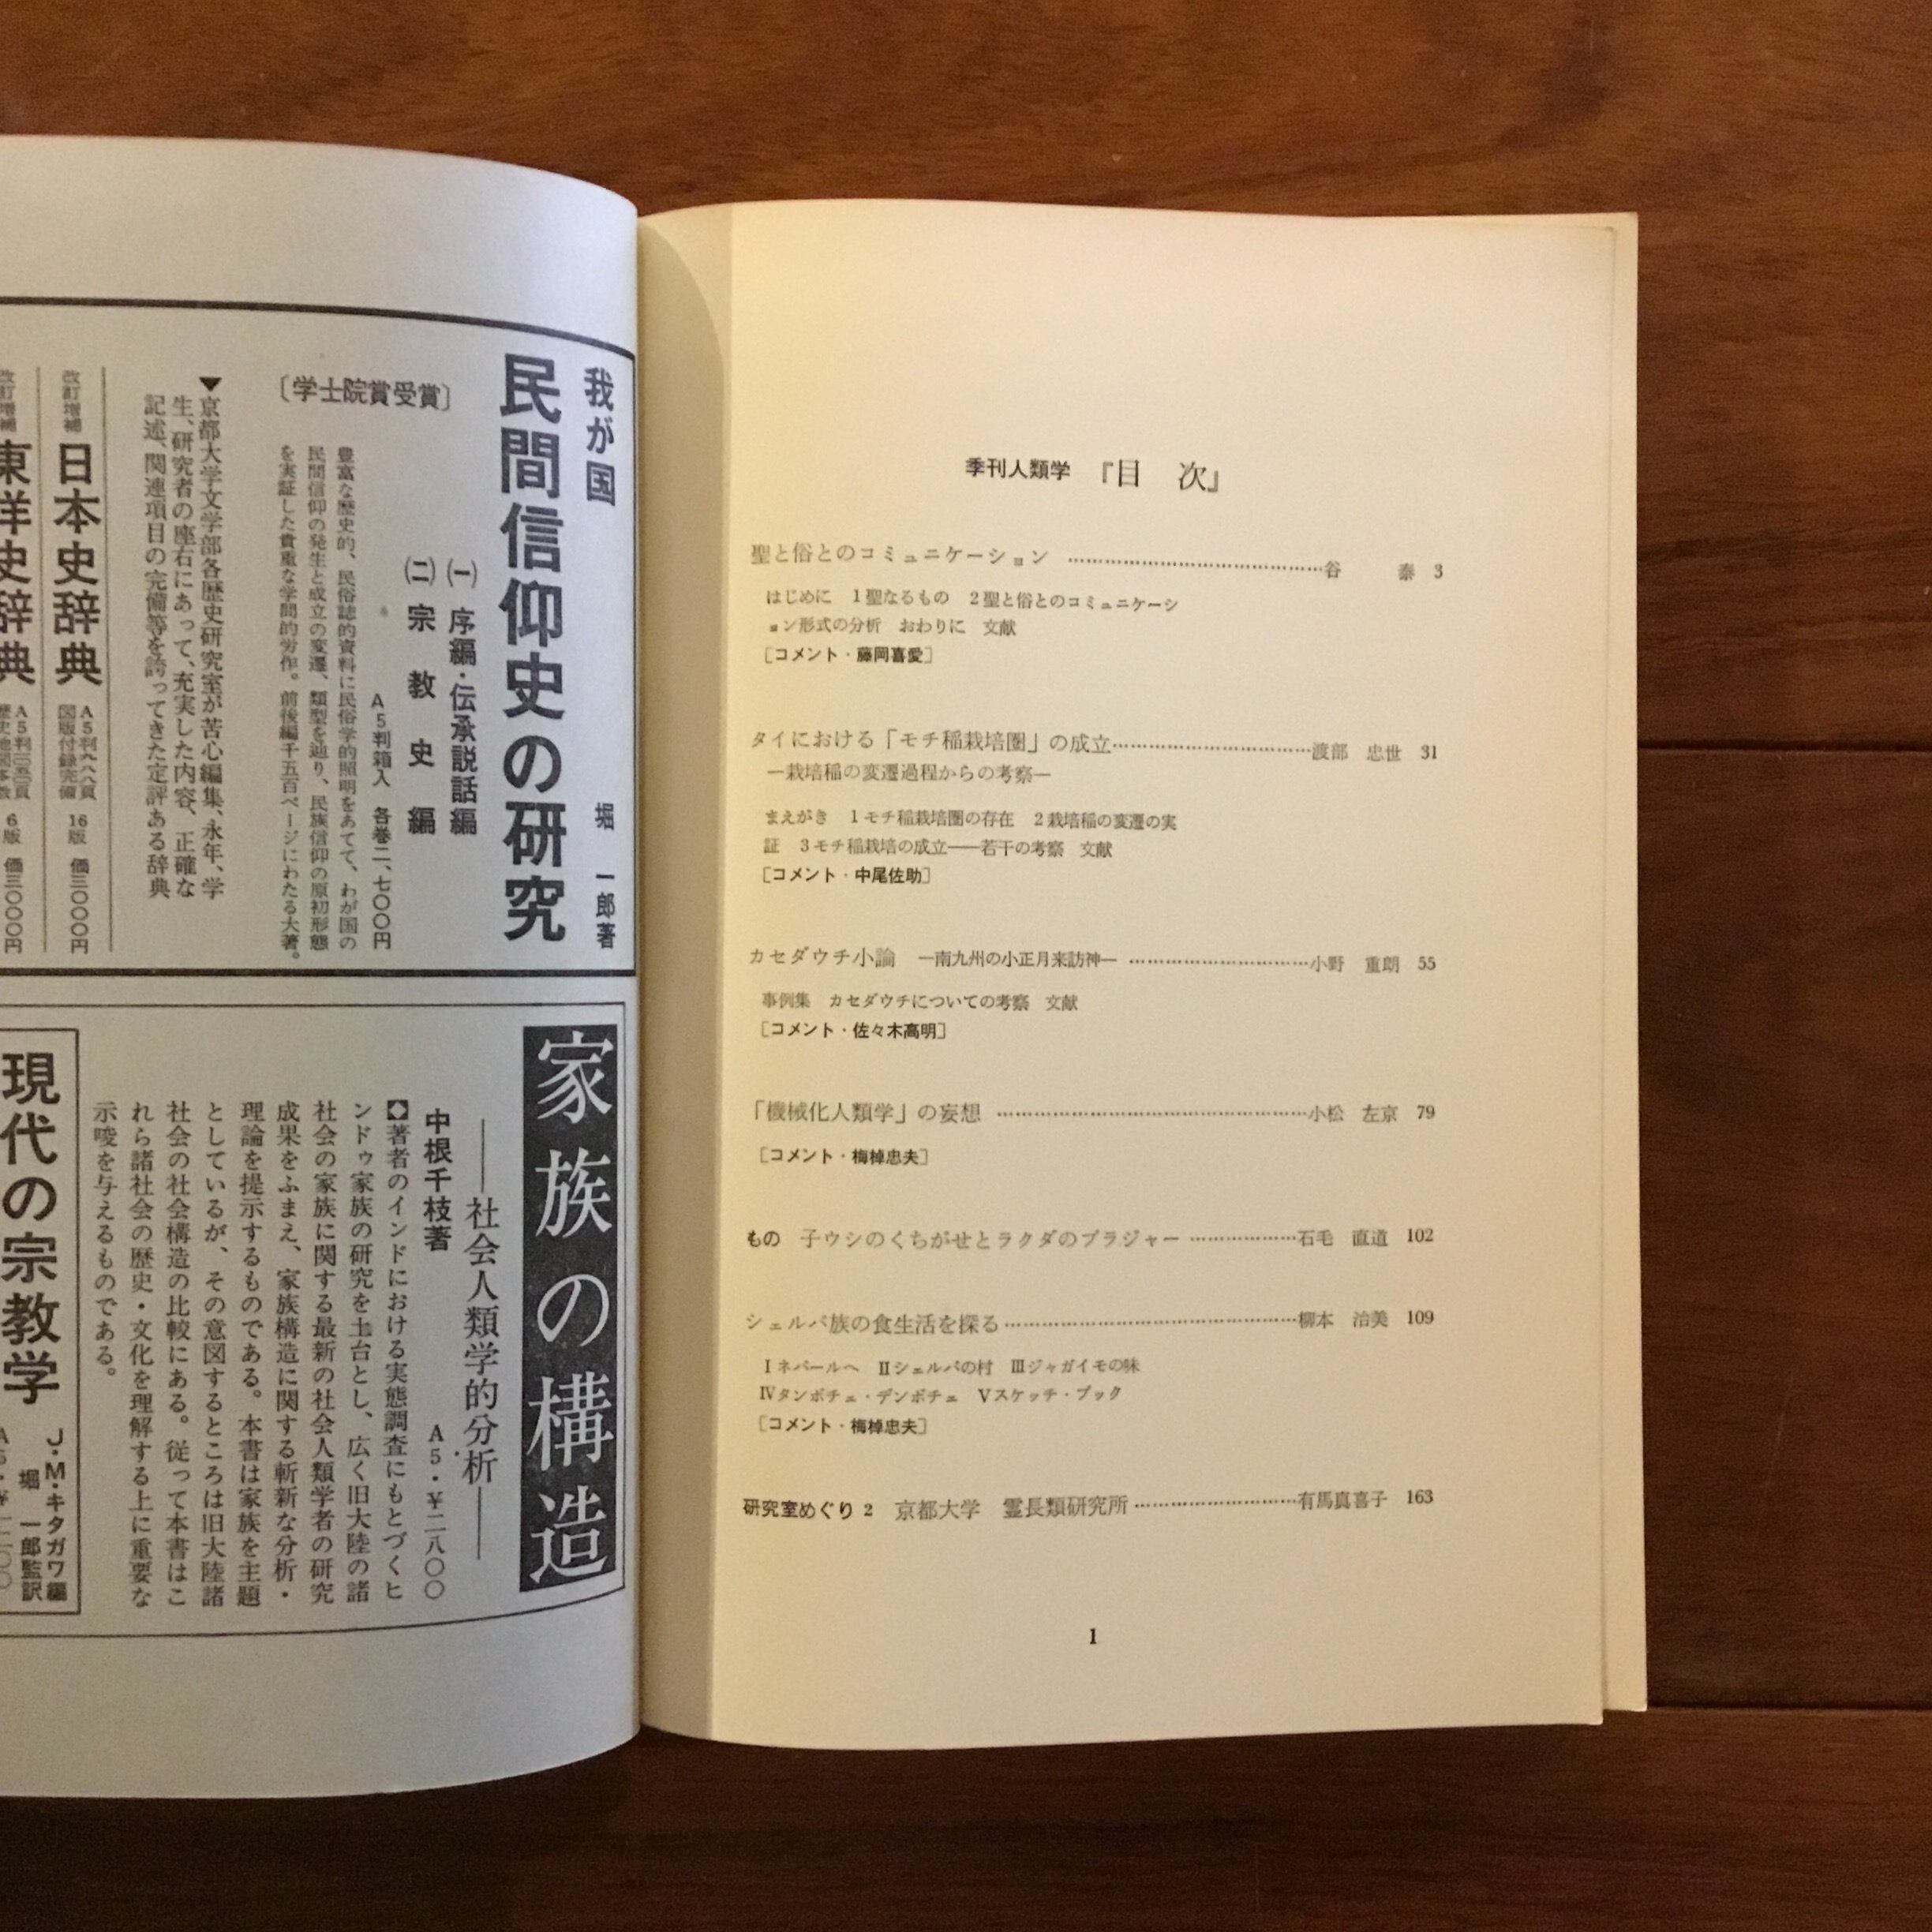 我が国
民間信仰史の研究
堀 一郎著
〔学士院賞受賞〕
㈠ 序編・伝承説話編
㈡ 宗教史編
A5判箱入 各巻二、七〇〇円
豊富な歴史的、民俗誌的資料に民俗学的照明をあてて、わが国の
民間信仰の発生と成立の変遷、類型を辿り、民族信仰の原初形態
を実証した貴重な学問的労作。前後編千五百ページにわたる大著。
▼京都大学文学部各歴史研究室が苦心編集、永年、学
生、研究者の座右にあって、充実した内容、正確な
記述、関連項目の完備等を誇ってきた定評ある辞典
改訂増補 日本史辞典
図版付録完備
16版 価三〇〇〇円
改訂増補 東洋史辞典
6版 価三〇〇〇円
家族の構造
──社会人類学的分析──
中根千枝著 A5・¥二八〇〇
◆著者のインドにおける実態調査にもとづくヒ
ンドゥ家族の研究を土台とし、広く旧大陸の諸
社会の家族に関する最新の社会人類学者の研究
成果をふまえ、家族構造に関する斬新な分析・
理論を提示するものである。本書は家族を主題
としているが、その意図するところは旧大陸諸
社会の社会構造の比較にある。従って本書はこ
れら諸社会の歴史・文化を理解する上に重要な
示唆を与えるものである。
現代の宗教学
J・M・キタガワ編
堀 一郎監訳
季刊人類学 『目 次』
聖と俗とのコミュニケーション ……谷 泰 3
はじめに 1聖なるもの 2聖と俗とのコミュニケーシ
ョン形式の分析 おわりに 文献
［コメント・藤岡喜愛］
タイにおける「モチ稲栽培圏」の成立……渡部 忠世 31
―栽培稲の変遷過程からの考察―
まえがき 1モチ稲栽培圏の存在 2栽培稲の変遷の実
証 3モチ稲栽培の成立――若干の考察 文献
［コメント・中尾佐助］
カセダウチ小論 ―南九州の小正月来訪神― ……小野 重朗 55
事例集 カセダウチについての考察 文献
［コメント・佐々木高明］
「機械化人類学」の妄想 ……小松 左京 79
［コメント・梅棹忠夫］
もの 子ウシのくちがせとラクダのブラジャー ……石毛 直道 102
シェルパ族の食生活を探る……柳本 治美 109
Ⅰネパールへ Ⅱシェルパの村 Ⅲジャガイモの味
Ⅳタンボチェ・デンボチェ Ⅴスケッチ・ブック
［コメント・梅棹忠夫］
研究室めぐり 2 京都大学 霊長類研究所……有馬真喜子 163
1